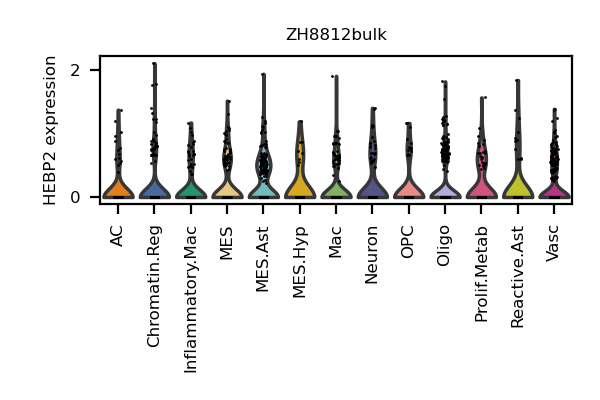 ZH8812bulk
HEBP2 expression
2
0
AC
Chromatin.Reg
Inflammatory.Mac
MES
MES.Ast
MES.Hyp
Mac
Neuron
OPC
Oligo
Prolif.Metab
Reactive.Ast
Vasc